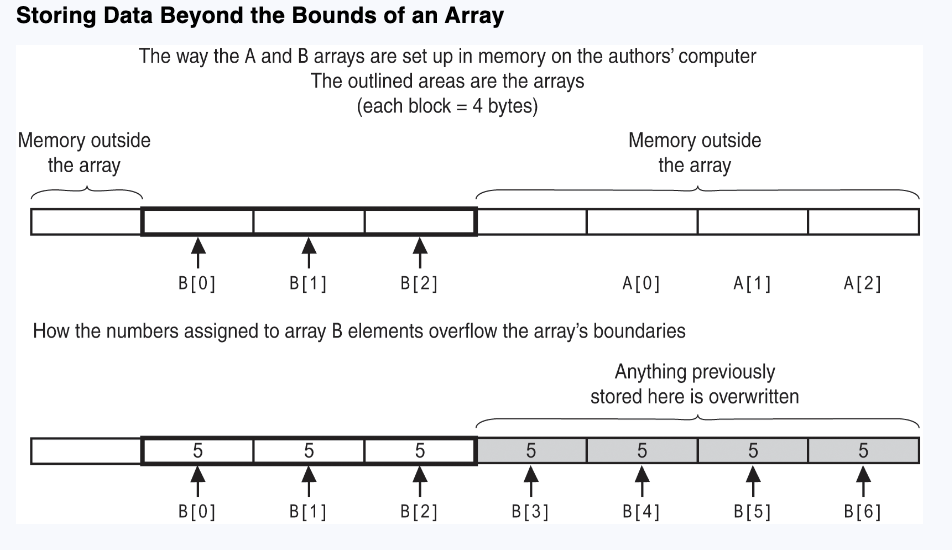 Storing Data Beyond the Bounds of an Array
The way the A and B arrays are set up in memory on the authors’ computer
The outlined areas are the arrays
(each block = 4 bytes)
Memory outside
the array
Memory outside
the array
B[0] B[1] B[2] A[0] A[1] A[2]
How the numbers assigned to array B elements overflow the array’s boundaries
Anything previously
stored here is overwritten
5 5 5 5 5 5 5
B[0] B[1] B[2] B[3] B[4] B[5] B[6]